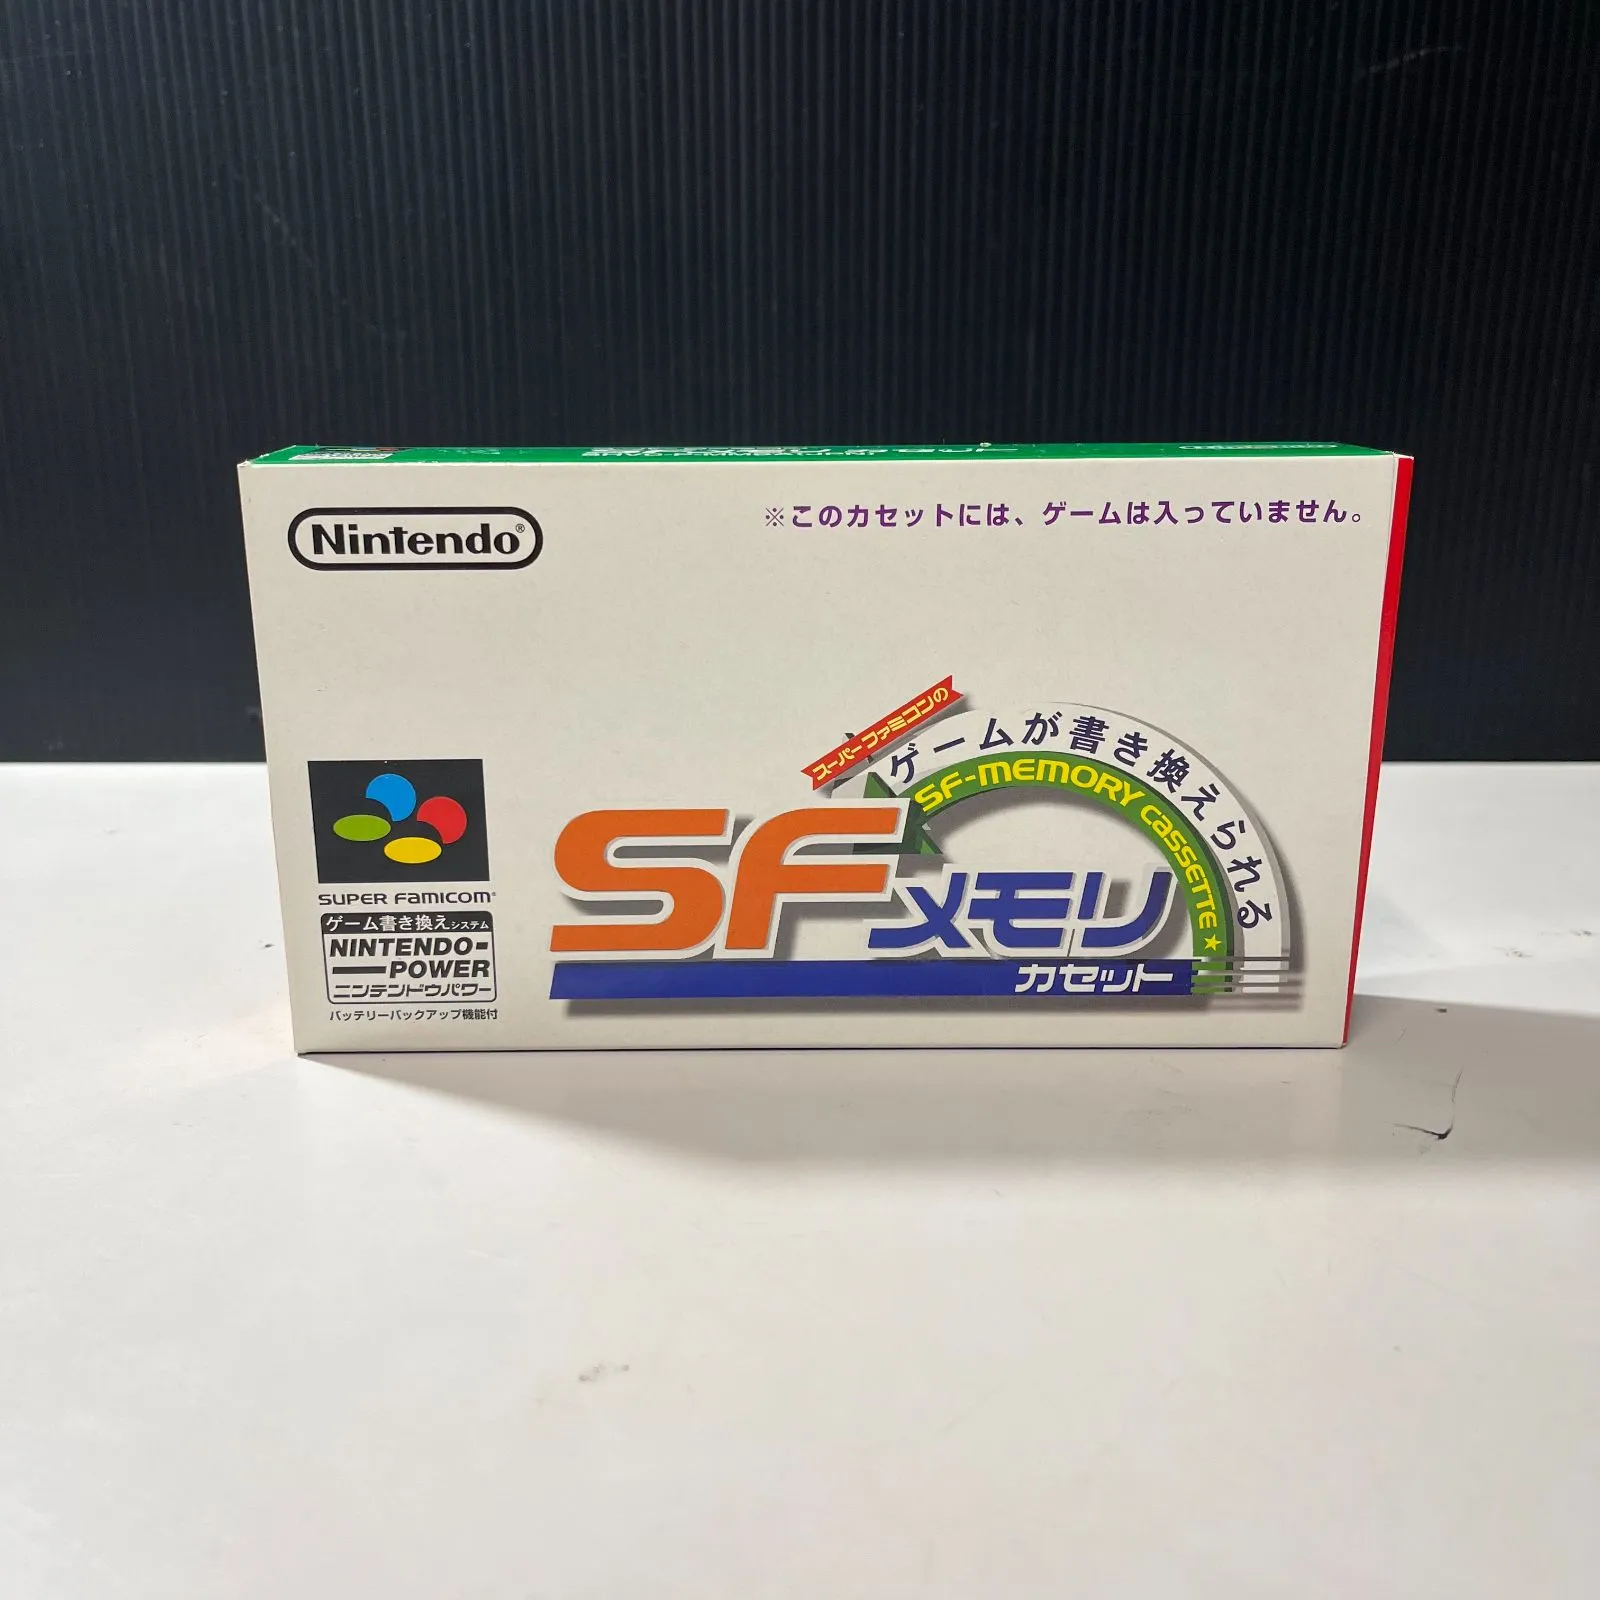 Nintendo®
※このカセットには、ゲームは入っていません。
スーパーファミコンの
ゲームが書き換えられる
SF-MEMORY CASSETTE★
SFメモリ
カセット
SUPER FAMICOM®
ゲーム書き換えシステム
NINTENDO-
POWER
ニンテンドウパワー
バッテリーバックアップ機能付